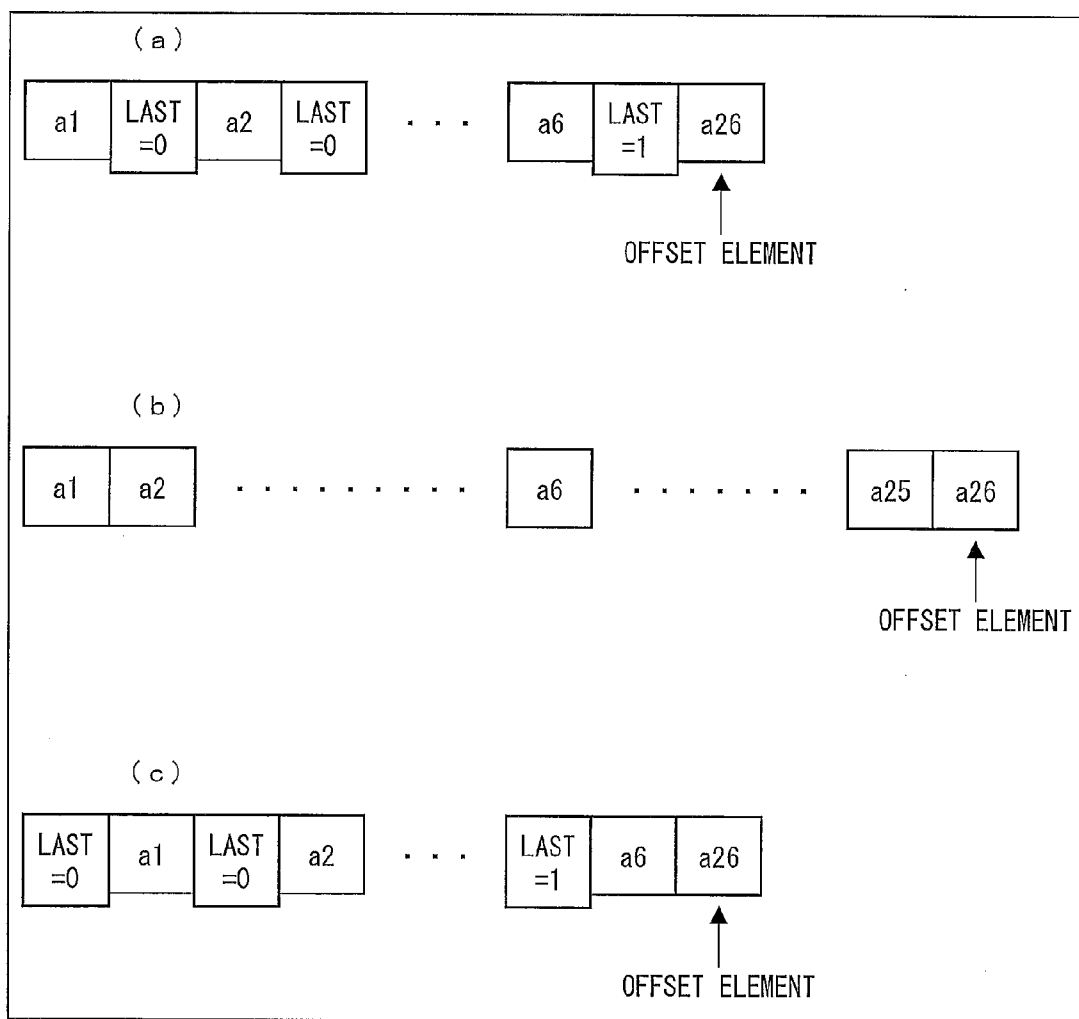 (a)
a1 LAST =0 a2 LAST =0 · · · a6 LAST =1 a26
OFFSET ELEMENT
(b)
a1 a2 · · · · · · · · · a6 · · · · · · · a25 a26
OFFSET ELEMENT
(c)
LAST =0 a1 LAST =0 a2 · · · LAST =1 a6 a26
OFFSET ELEMENT